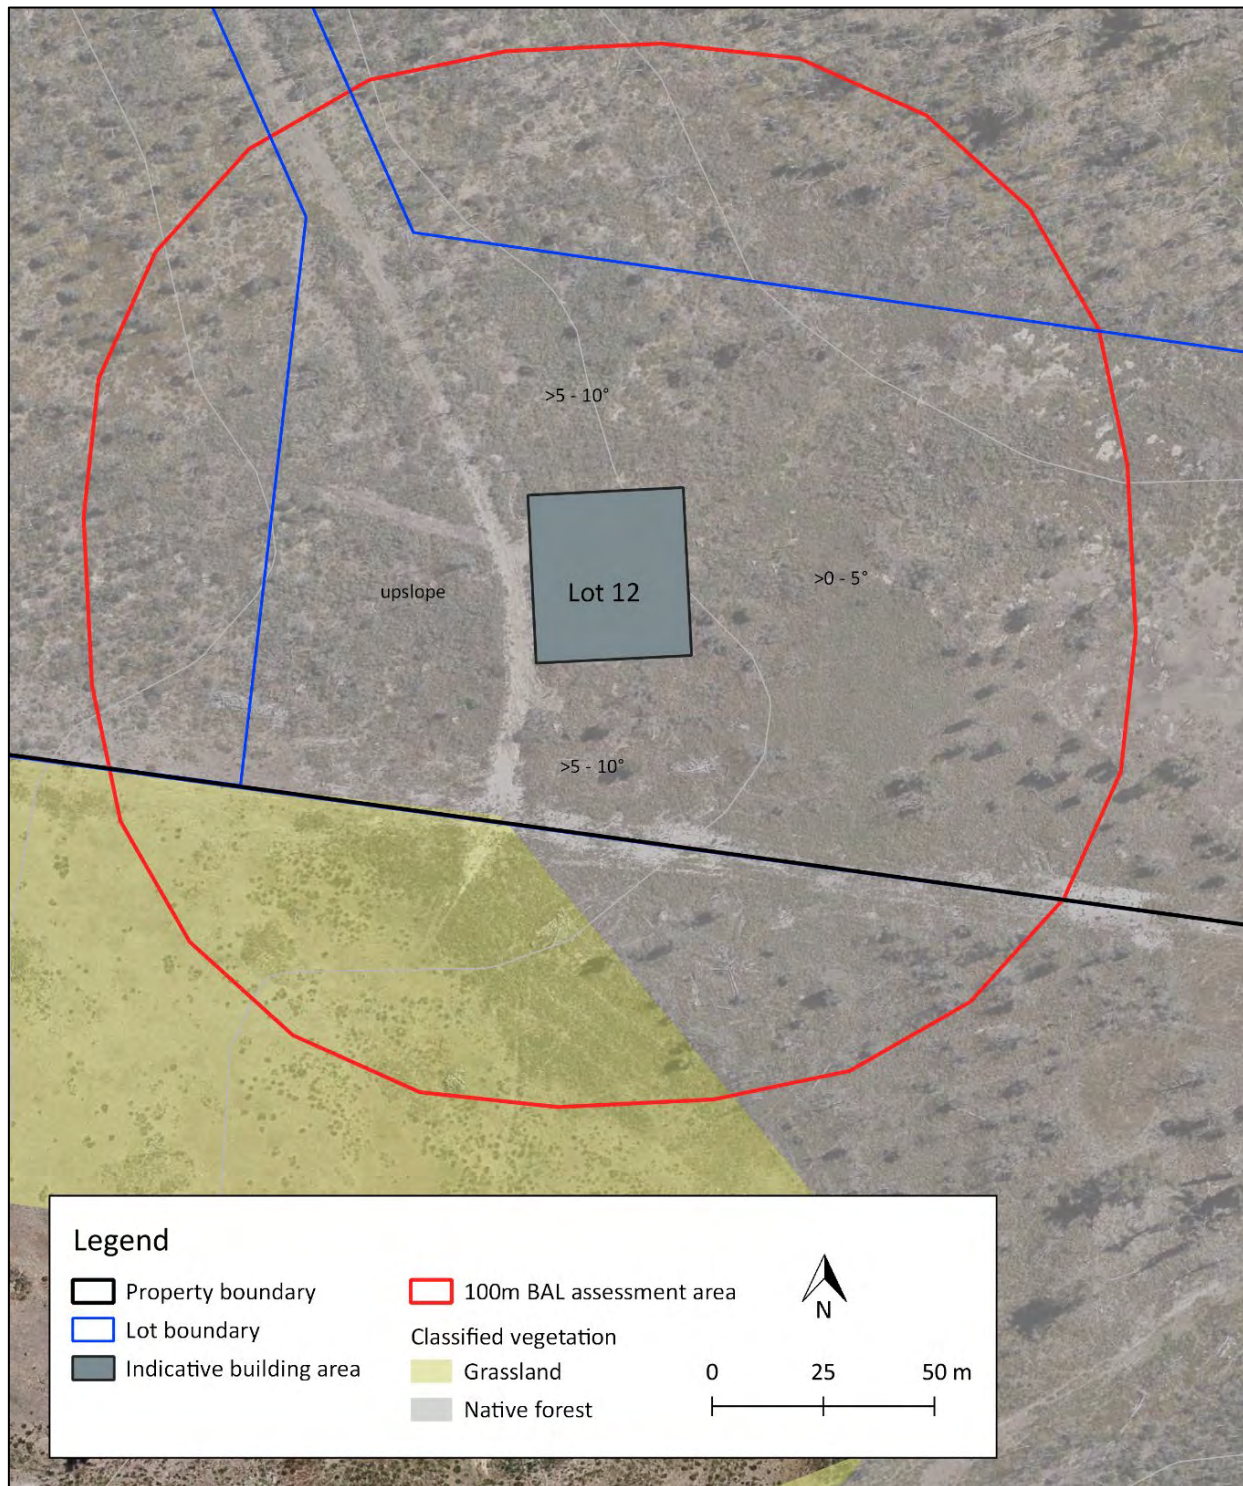 >5 - 10°
>0 - 5°
upslope
Lot 12
>5 - 10°
Legend
Property boundary
Lot boundary
Indicative building area
100m BAL assessment area
Classified vegetation
Grassland
Native forest
N
0 25 50 m